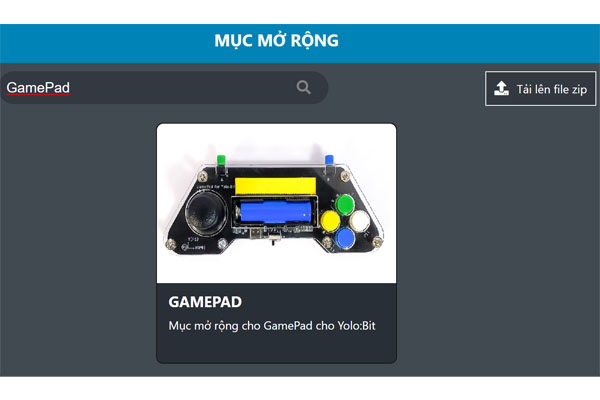 MỤC MỞ RỘNG
GamePad
Tải lên file zip
GAMEPAD
Mục mở rộng cho GamePad cho Yolo:Bit